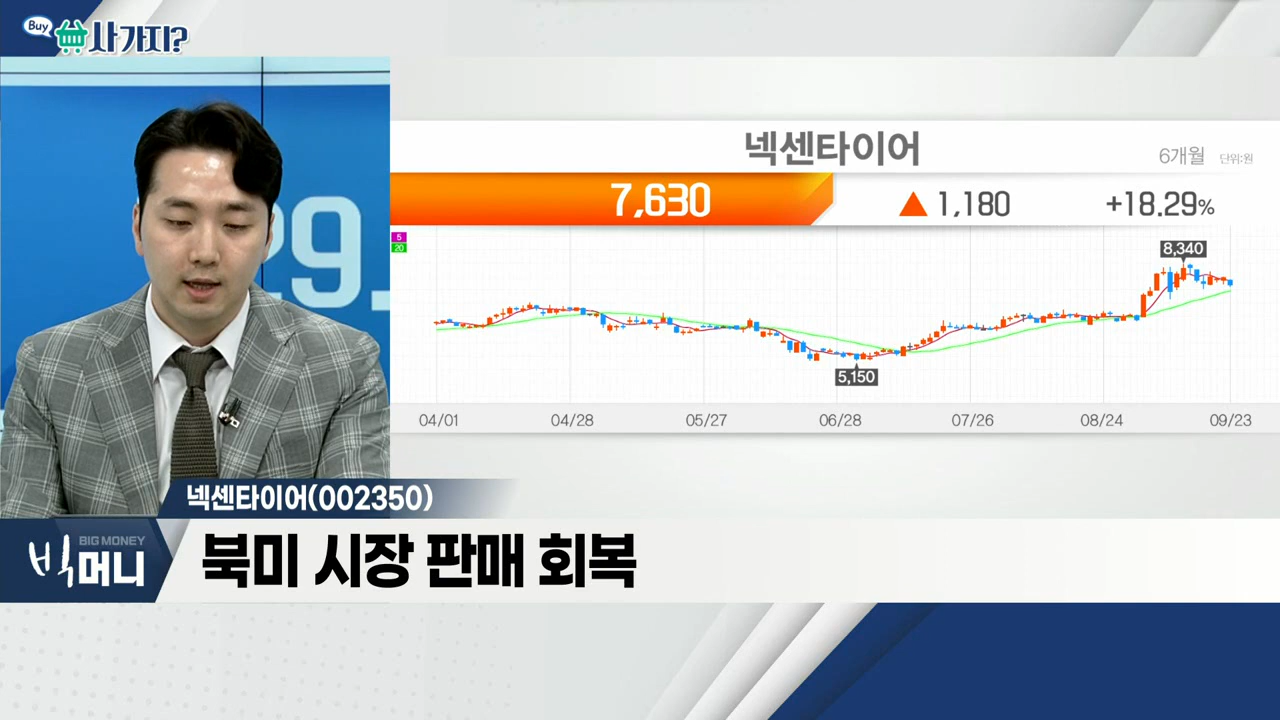 Buy
사가지?
29.
넥센타이어
6개월 단위:원
7,630 ▲ 1,180 +18.29%
5
20
8,340
5,150
04/01 04/28 05/27 06/28 07/26 08/24 09/23
넥센타이어(002350)
BIG MONEY
빅머니
북미 시장 판매 회복